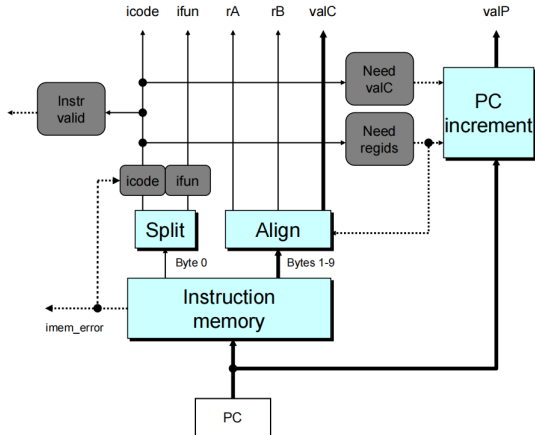 icode ifun rA rB valC valP
Need
valC
Instr
valid
PC
increment
Need
regids
icode ifun
Split Align
Byte 0 Bytes 1-9
Instruction
memory
imem_error
PC